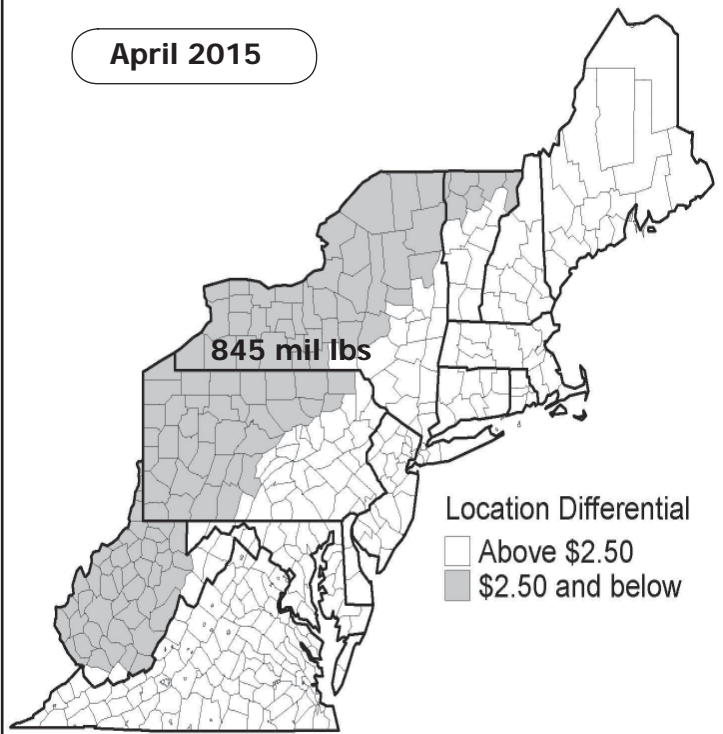 April 2015
845 mil lbs
Location Differential
Above $2.50
$2.50 and below